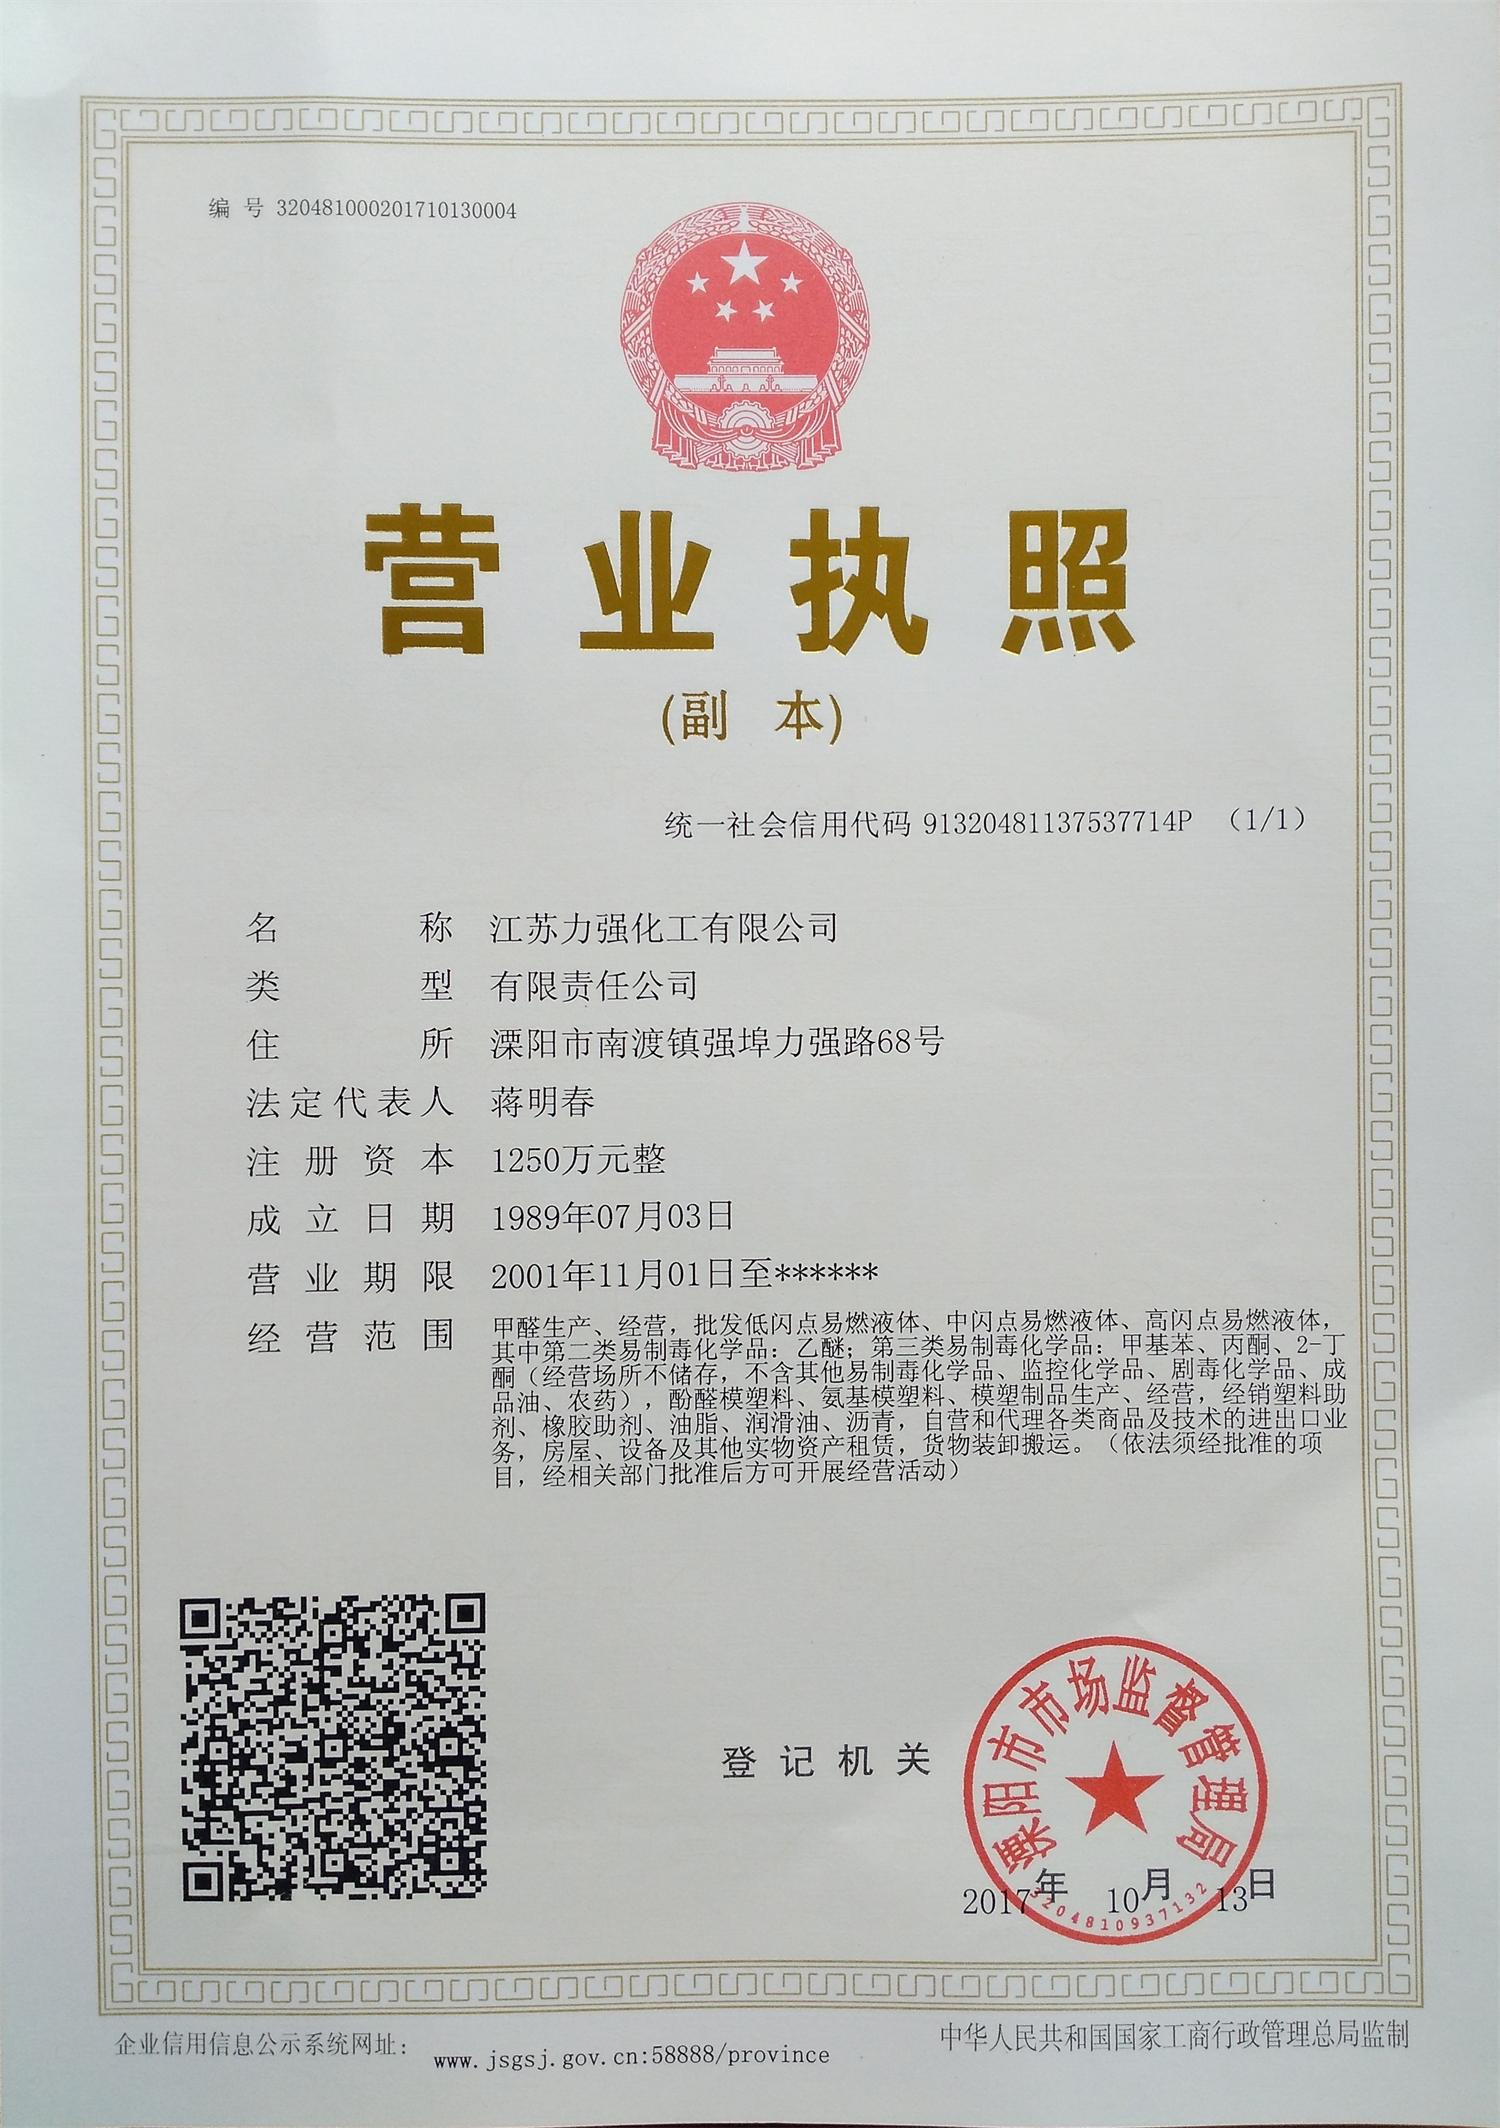 编 号 320481000201710130004
营业执照
(副 本)
统一社会信用代码 91320481137537714P （1/1）
名 称 江苏力强化工有限公司
类 型 有限责任公司
住 所 溧阳市南渡镇强埠力强路68号
法定代表人 蒋明春
注册资本 1250万元整
成立日期 1989年07月03日
营业期限 2001年11月01日至******
经营范围 甲醛生产、经营，批发低闪点易燃液体、中闪点易燃液体、高闪点易燃液体，
其中第二类易制毒化学品：乙醚；第三类易制毒化学品：甲基苯、丙酮、2-丁
酮（经营场所不储存，不含其他易制毒化学品、监控化学品、剧毒化学品、成
品油、农药），酚醛模塑料、氨基模塑料、模塑制品生产、经营，经销塑料助
剂、橡胶助剂、油脂、润滑油、沥青，自营和代理各类商品及技术的进出口业
务，房屋、设备及其他实物资产租赁，货物装卸搬运。（依法须经批准的项
目，经相关部门批准后方可开展经营活动）
登记机关
溧阳市市场监督管理局
2017年 10月 13日
3204810937132
企业信用信息公示系统网址： www.jsgsj.gov.cn:58888/province
中华人民共和国国家工商行政管理总局监制